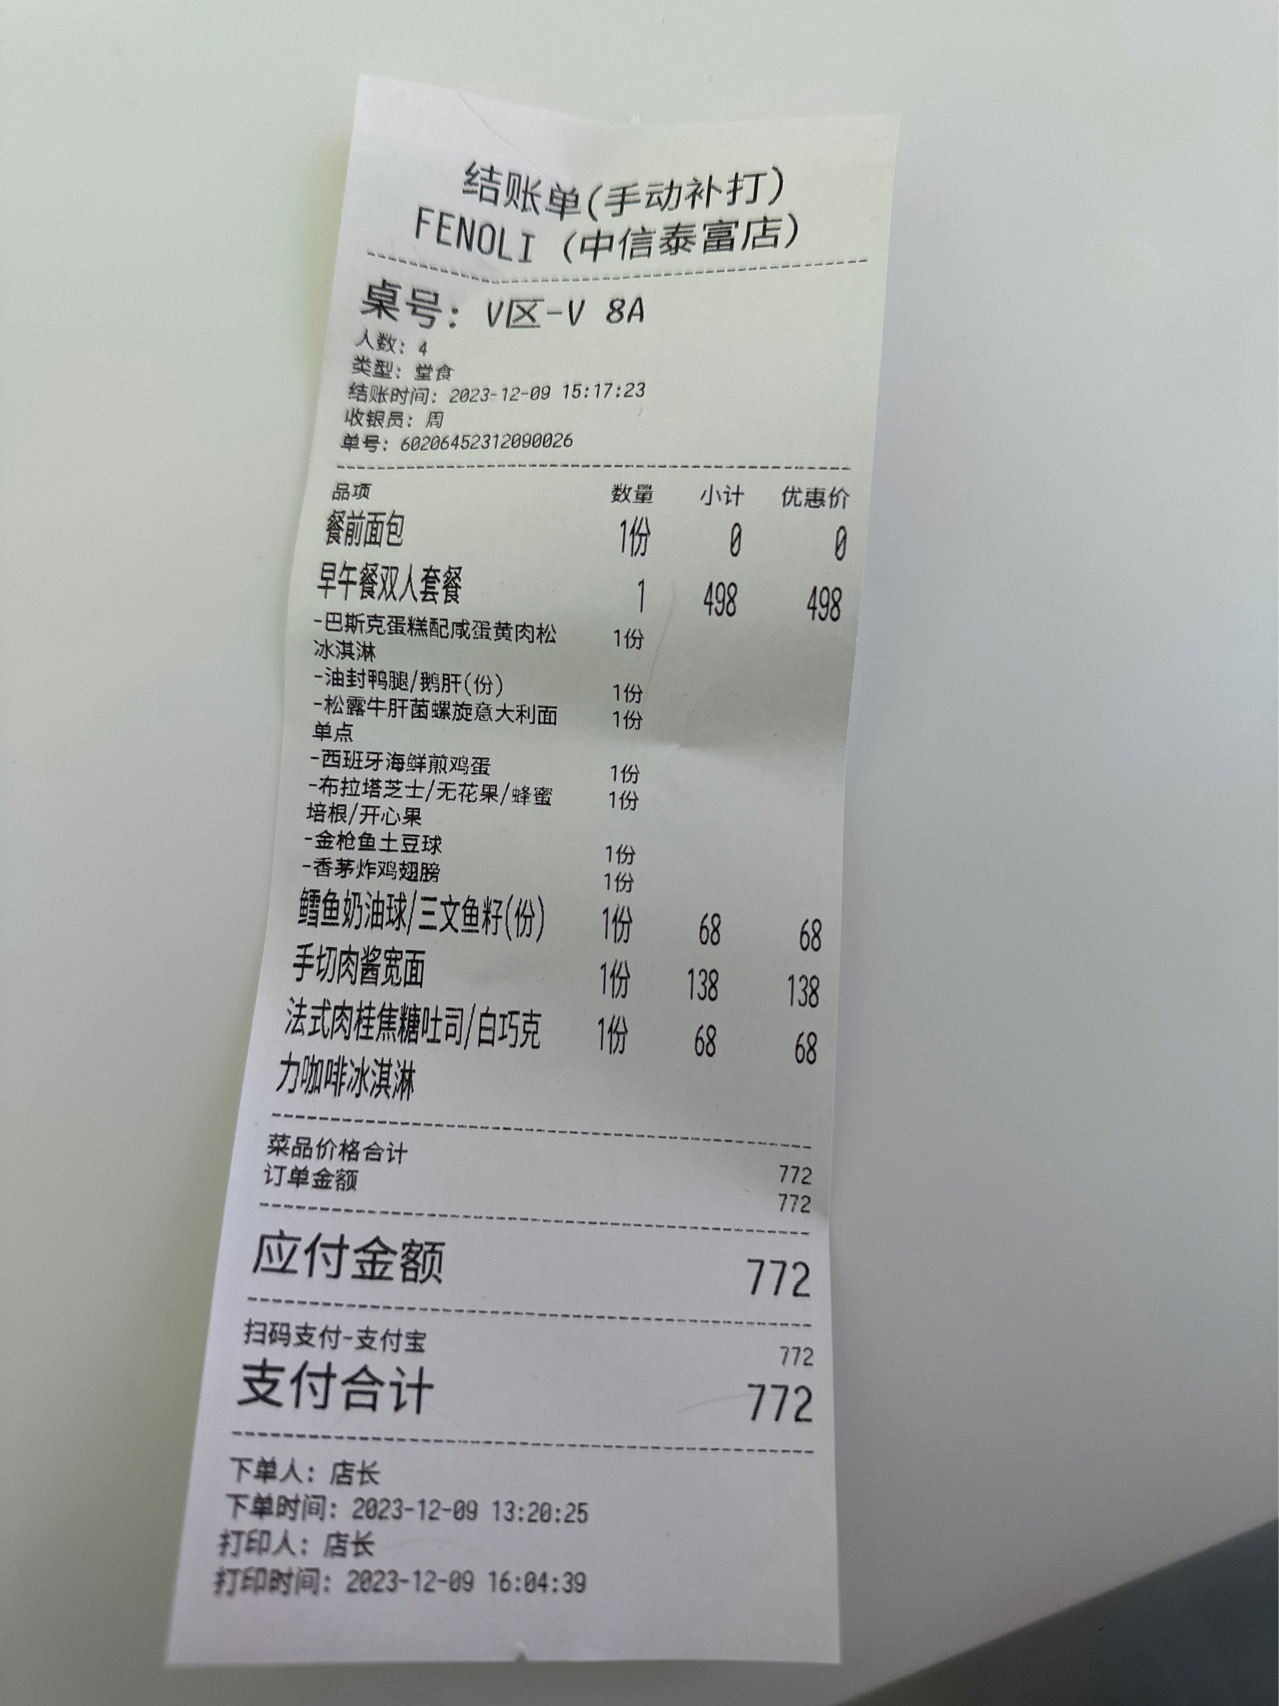 结账单(手动补打)
FENOLI (中信泰富店)
桌号: V区-V 8A
人数: 4
类型: 堂食
结账时间: 2023-12-09 15:17:23
收银员: 周
单号: 60206452312090026
品项 数量 小计 优惠价
餐前面包 1份 0 0
早午餐双人套餐 1 498 498
-巴斯克蛋糕配咸蛋黄肉松 1份
冰淇淋
-油封鸭腿/鹅肝(份) 1份
-松露牛肝菌螺旋意大利面 1份
单点
-西班牙海鲜煎鸡蛋 1份
-布拉塔芝士/无花果/蜂蜜 1份
培根/开心果
-金枪鱼土豆球 1份
-香茅炸鸡翅膀 1份
鳕鱼奶油球/三文鱼籽(份) 1份 68 68
手切肉酱宽面 1份 138 138
法式肉桂焦糖吐司/白巧克 1份 68 68
力咖啡冰淇淋
菜品价格合计 772
订单金额 772
应付金额 772
扫码支付-支付宝 772
支付合计 772
下单人: 店长
下单时间: 2023-12-09 13:20:25
打印人: 店长
打印时间: 2023-12-09 16:04:39